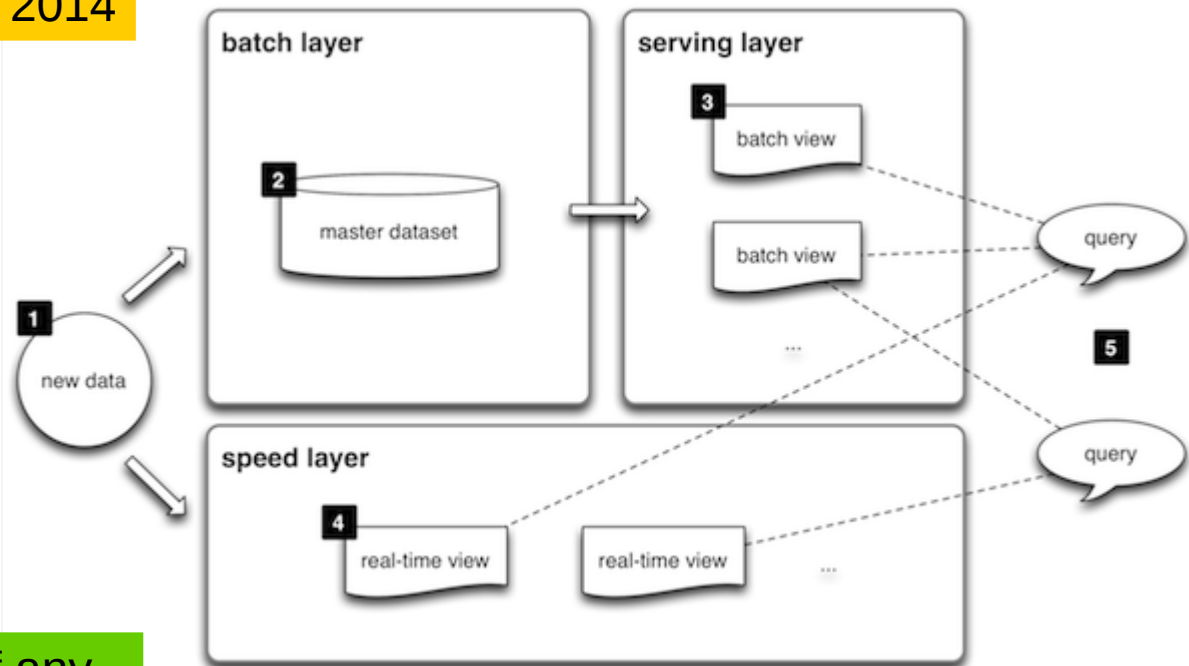 2014
batch layer
serving layer
3
batch view
2
master dataset
batch view
query
1
new data
...
5
speed layer
query
4
real-time view
real-time view
...
any